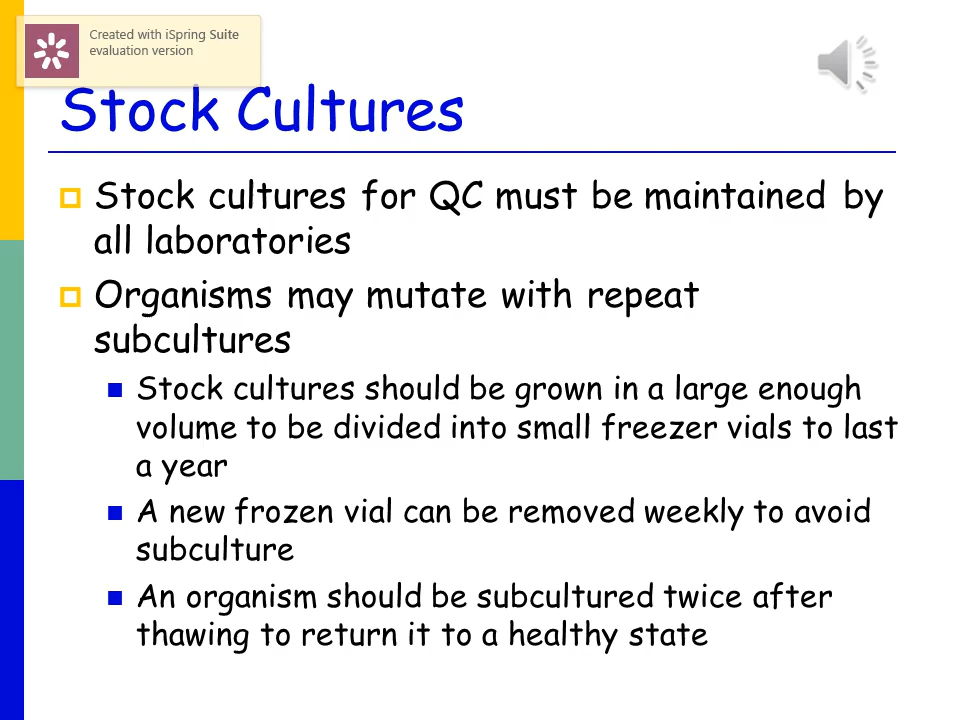 Created with iSpring Suite
evaluation version
Stock Cultures
Stock cultures for QC must be maintained by
all laboratories
Organisms may mutate with repeat
subcultures
Stock cultures should be grown in a large enough
volume to be divided into small freezer vials to last
a year
A new frozen vial can be removed weekly to avoid
subculture
An organism should be subcultured twice after
thawing to return it to a healthy state